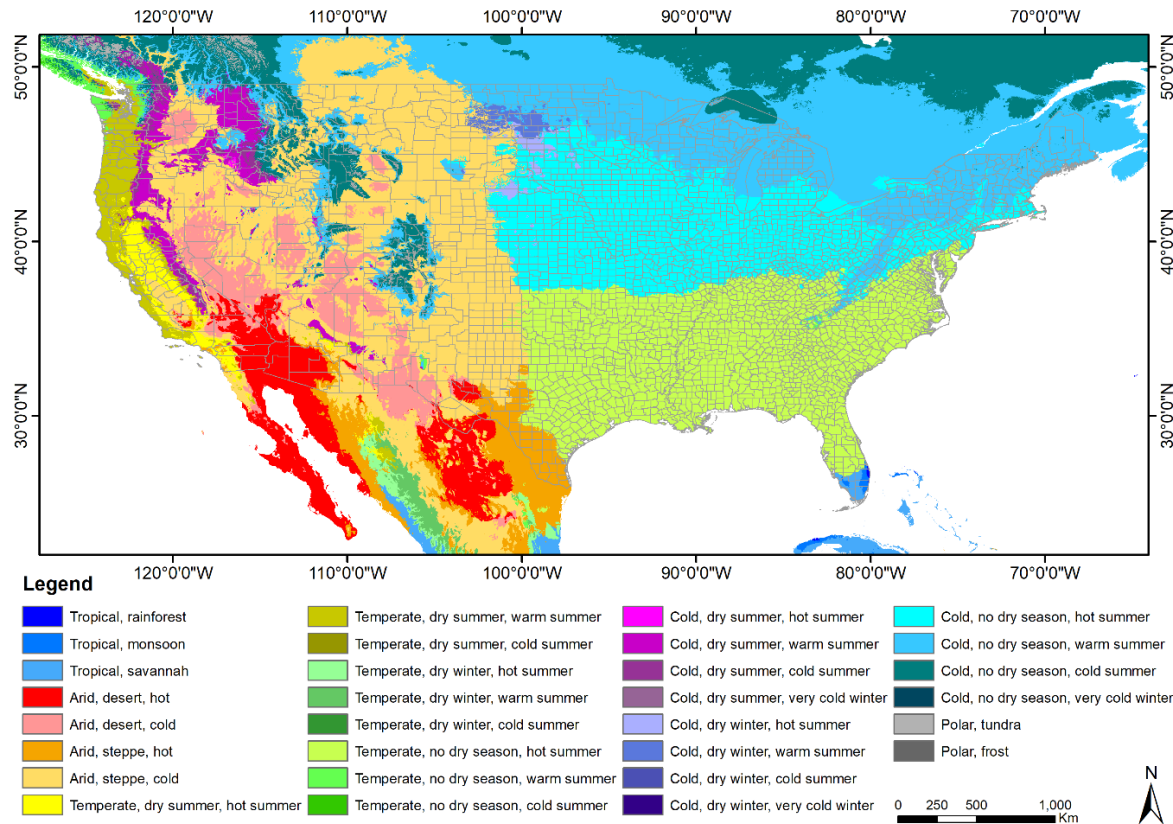 120°0'0"W 110°0'0"W 100°0'0"W 90°0'0"W 80°0'0"W 70°0'0"W
50°0'0"N 50°0'0"N
40°0'0"N 40°0'0"N
30°0'0"N 30°0'0"N
120°0'0"W 110°0'0"W 100°0'0"W 90°0'0"W 80°0'0"W 70°0'0"W
Legend
Tropical, rainforest
Tropical, monsoon
Tropical, savannah
Arid, desert, hot
Arid, desert, cold
Arid, steppe, hot
Arid, steppe, cold
Temperate, dry summer, hot summer
Temperate, dry summer, warm summer
Temperate, dry summer, cold summer
Temperate, dry winter, hot summer
Temperate, dry winter, warm summer
Temperate, dry winter, cold summer
Temperate, no dry season, hot summer
Temperate, no dry season, warm summer
Temperate, no dry season, cold summer
Cold, dry summer, hot summer
Cold, dry summer, warm summer
Cold, dry summer, cold summer
Cold, dry summer, very cold winter
Cold, dry winter, hot summer
Cold, dry winter, warm summer
Cold, dry winter, cold summer
Cold, dry winter, very cold winter
Cold, no dry season, hot summer
Cold, no dry season, warm summer
Cold, no dry season, cold summer
Cold, no dry season, very cold winter
Polar, tundra
Polar, frost
N
0 250 500 1,000
Km